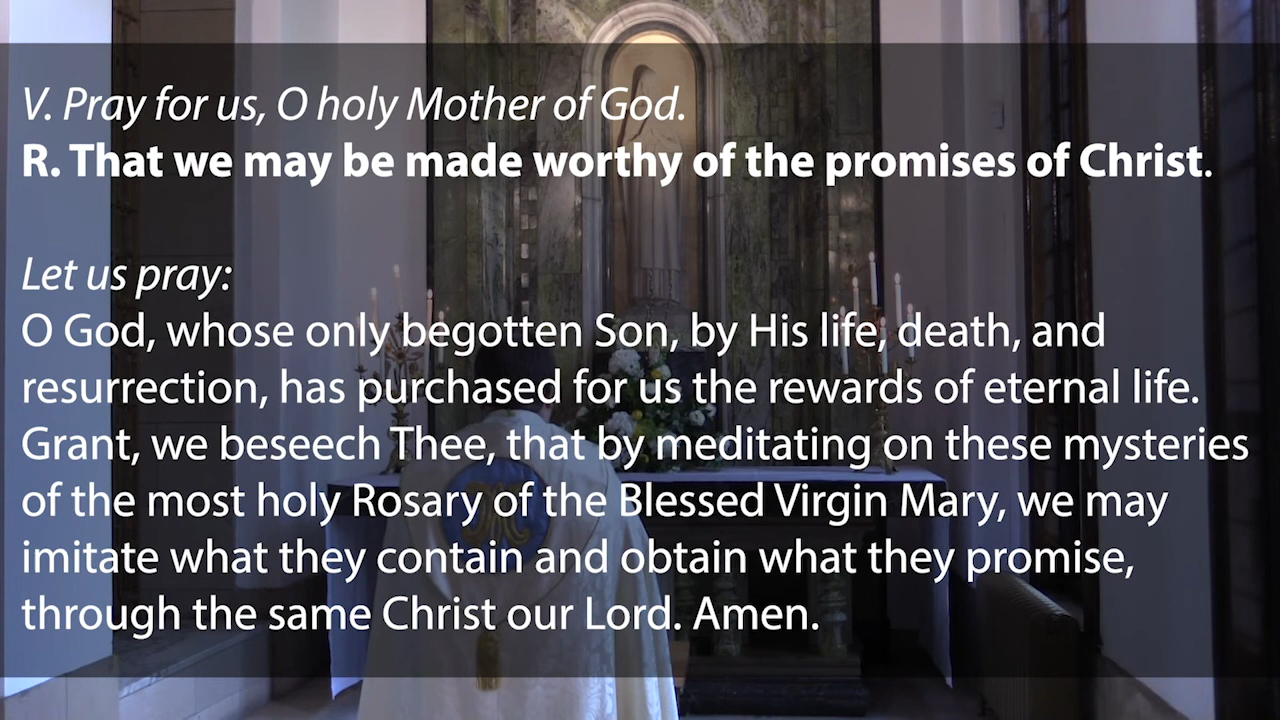 V. Pray for us, O holy Mother of God.
R. That we may be made worthy of the promises of Christ.
Let us pray:
O God, whose only begotten Son, by His life, death, and
resurrection, has purchased for us the rewards of eternal life.
Grant, we beseech Thee, that by meditating on these mysteries
of the most holy Rosary of the Blessed Virgin Mary, we may
imitate what they contain and obtain what they promise,
through the same Christ our Lord. Amen.